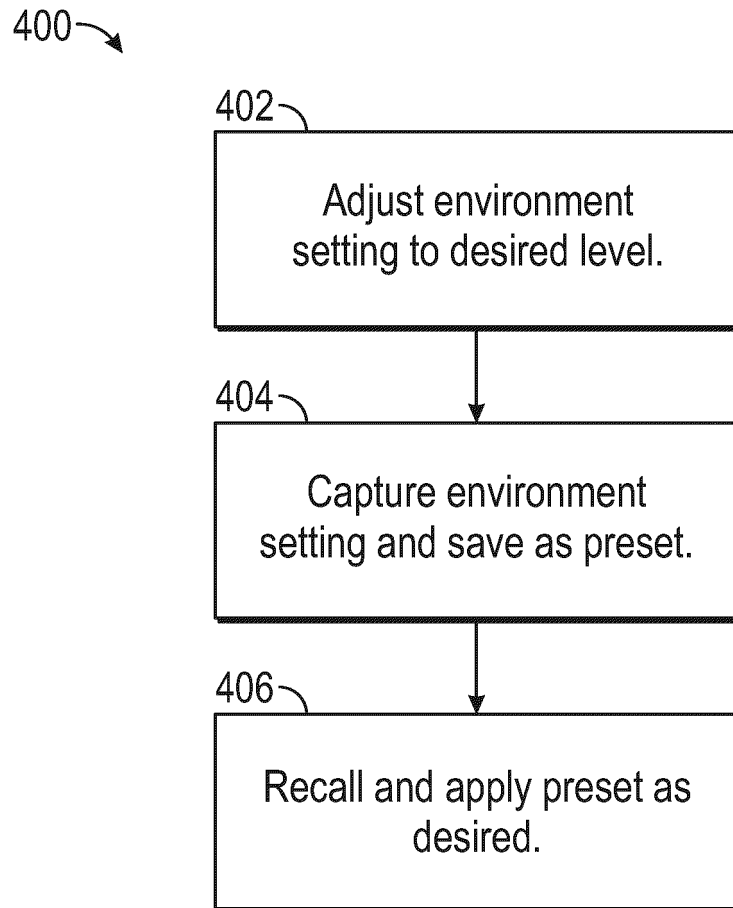 400
402
Adjust environment
setting to desired level.
404
Capture environment
setting and save as preset.
406
Recall and apply preset as
desired.